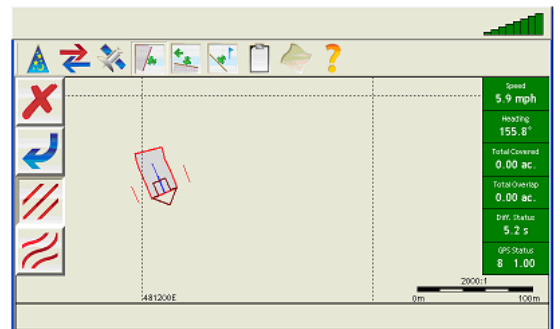 Speed
5.9 mph
Heading
155.8°
Total Covered
0.00 ac.
Total Overlap
0.00 ac.
Diff. Status
5.2 s
GPS Status
8 1.00
2000:1
481200E
0m 100m